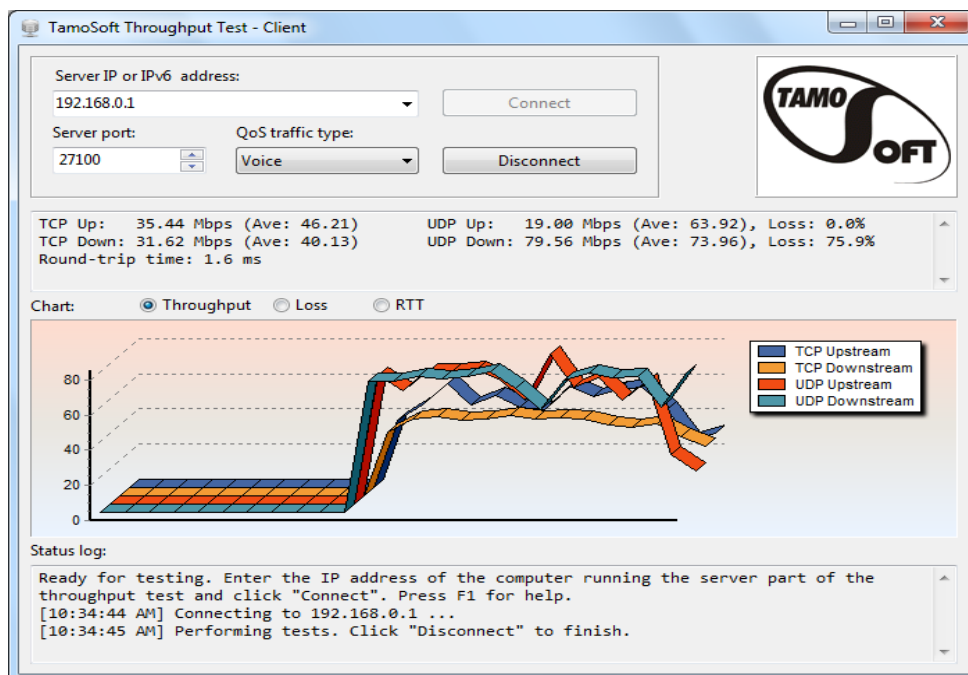 TamoSoft Throughput Test - Client
Server IP or IPv6 address:
192.168.0.1
Connect
Server port:
QoS traffic type:
27100
Voice
Disconnect
TAMO
SOFT
TCP Up: 35.44 Mbps (Ave: 46.21) UDP Up: 19.00 Mbps (Ave: 63.92), Loss: 0.0%
TCP Down: 31.62 Mbps (Ave: 40.13) UDP Down: 79.56 Mbps (Ave: 73.96), Loss: 75.9%
Round-trip time: 1.6 ms
Chart: Throughput Loss RTT
80
60
40
20
0
TCP Upstream
TCP Downstream
UDP Upstream
UDP Downstream
Status log:
Ready for testing. Enter the IP address of the computer running the server part of the
throughput test and click "Connect". Press F1 for help.
[10:34:44 AM] Connecting to 192.168.0.1 ...
[10:34:45 AM] Performing tests. Click "Disconnect" to finish.